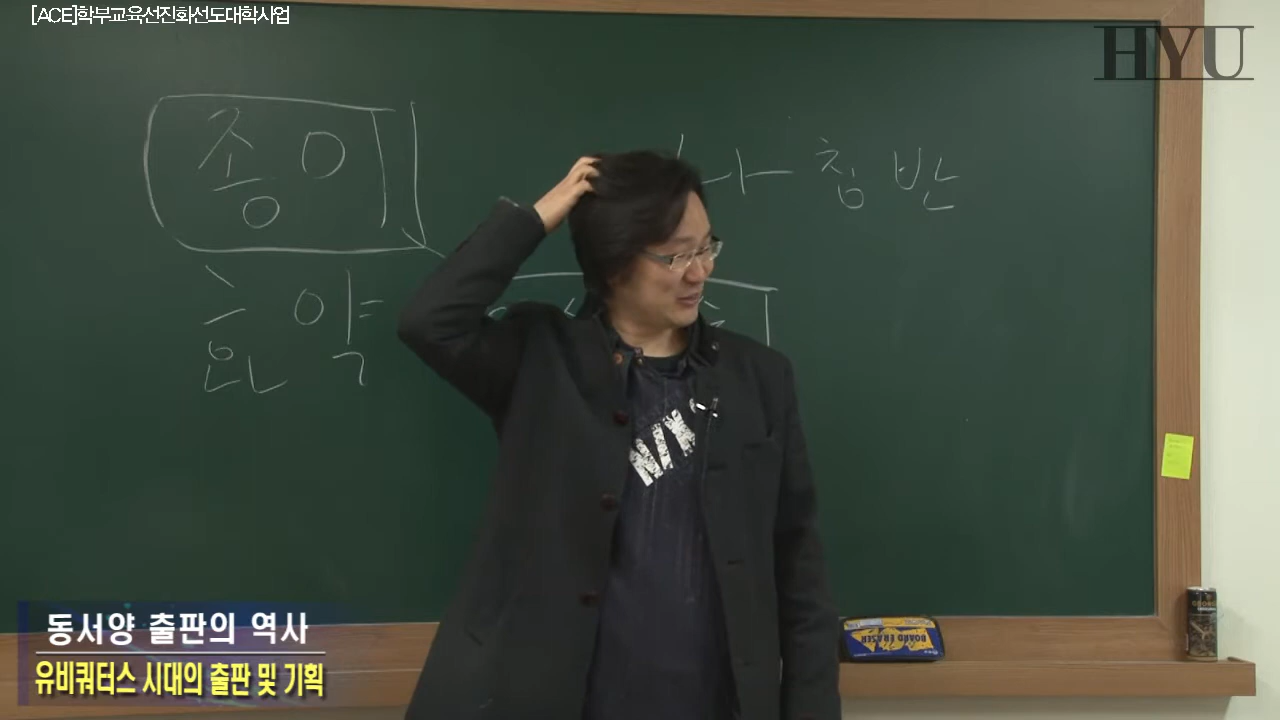 [ACE]학부교육선진화선도대학사업
HYU
종이
나침반
화약
동서양 출판의 역사
유비쿼터스 시대의 출판 및 기획
BOARD ERASER